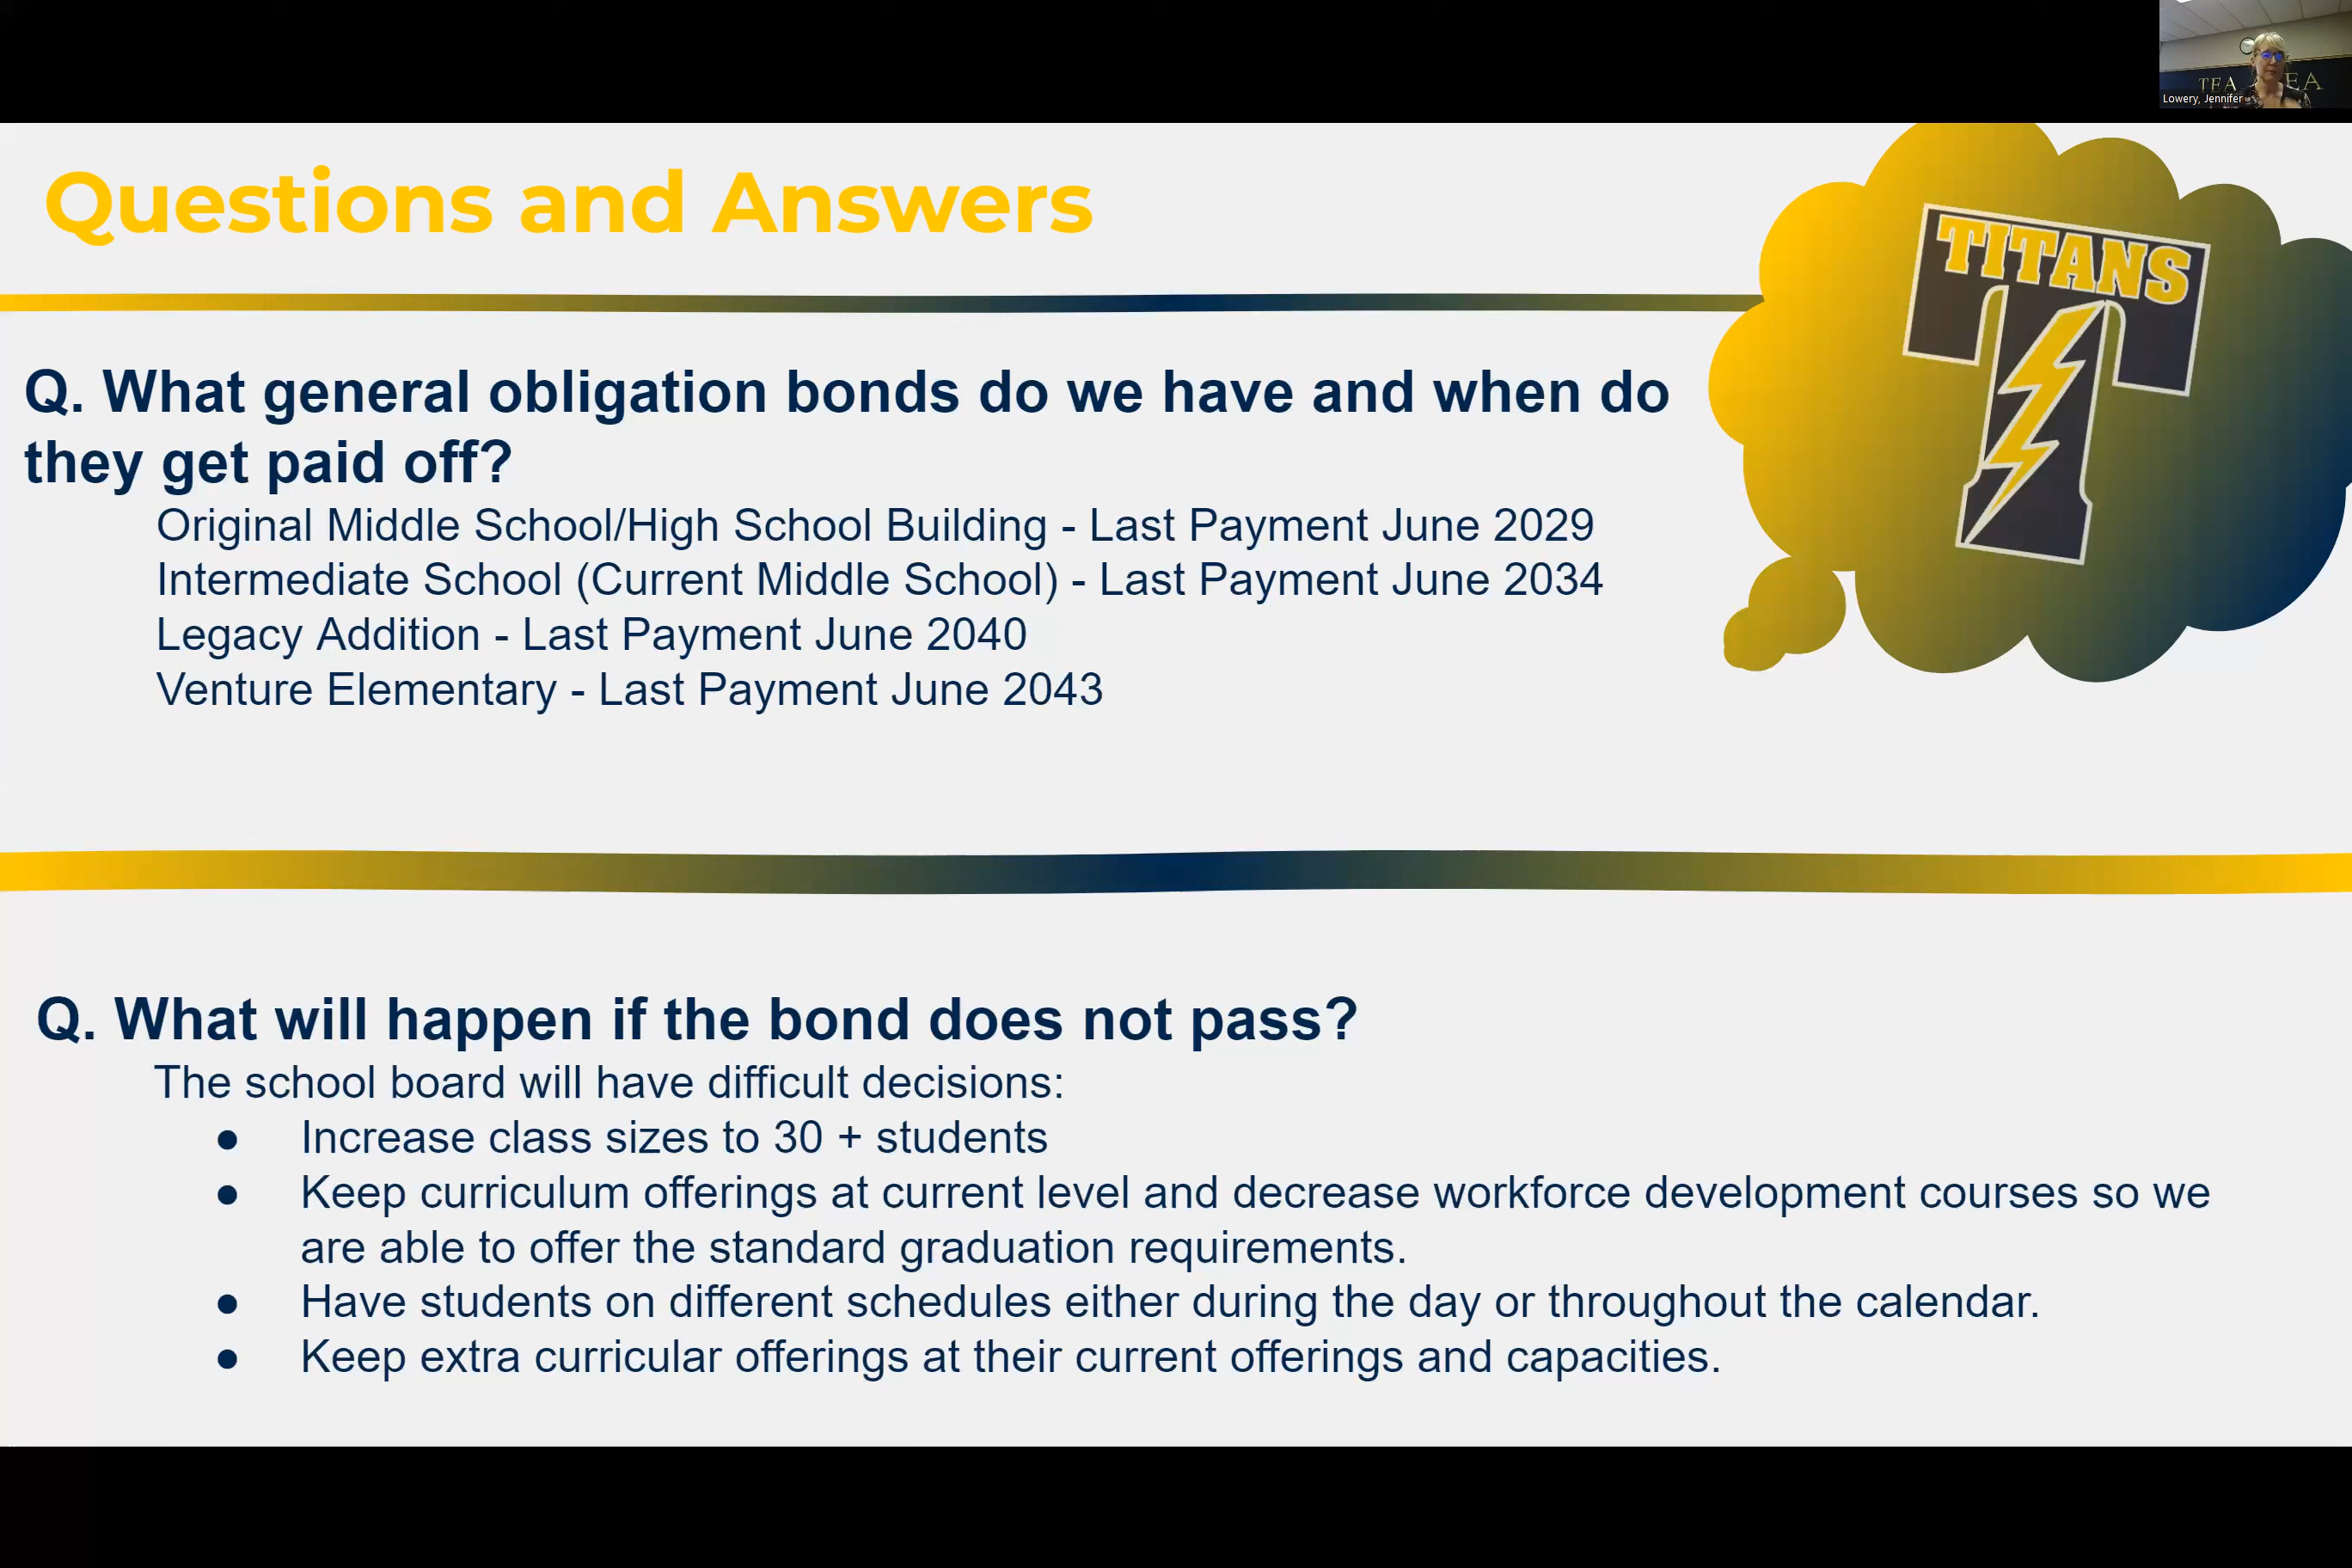 TEA EA
Lowery, Jennifer
Questions and Answers
TITANS
T
Q. What general obligation bonds do we have and when do
they get paid off?
Original Middle School/High School Building - Last Payment June 2029
Intermediate School (Current Middle School) - Last Payment June 2034
Legacy Addition - Last Payment June 2040
Venture Elementary - Last Payment June 2043
Q. What will happen if the bond does not pass?
The school board will have difficult decisions:
● Increase class sizes to 30 + students
● Keep curriculum offerings at current level and decrease workforce development courses so we
are able to offer the standard graduation requirements.
● Have students on different schedules either during the day or throughout the calendar.
● Keep extra curricular offerings at their current offerings and capacities.